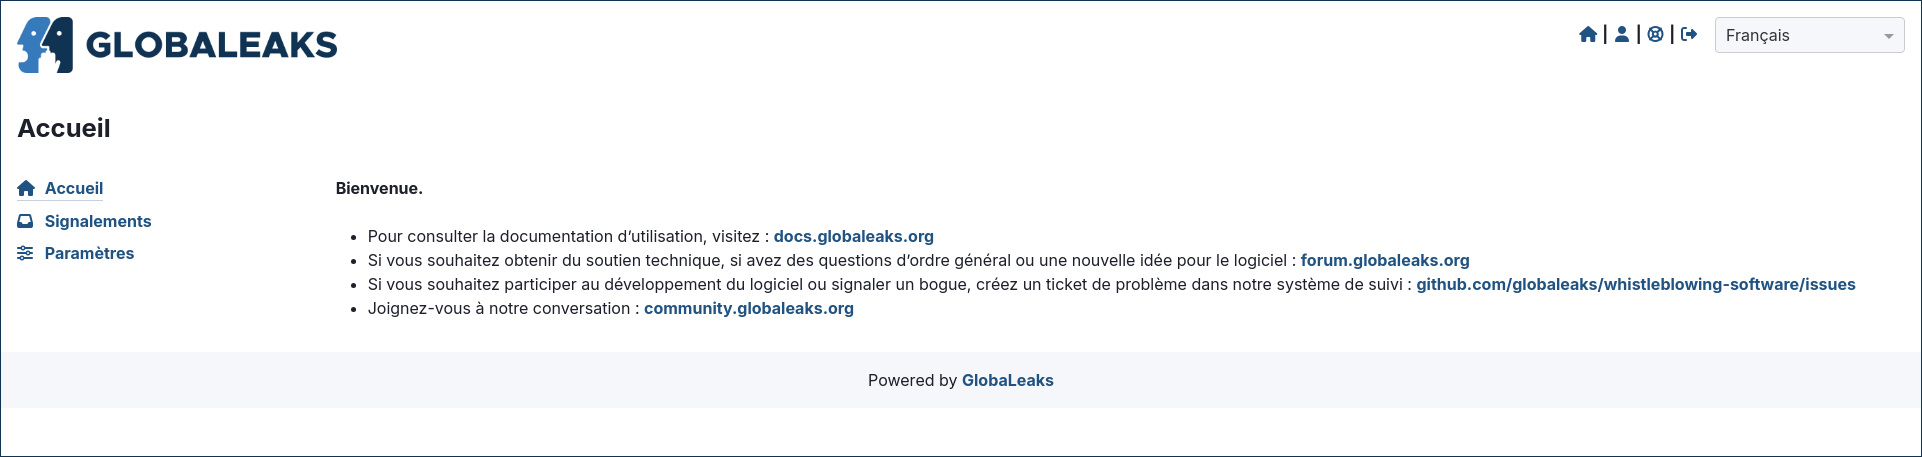 GLOBALEAKS
Français
Accueil
Accueil
Signalements
Paramètres
Bienvenue.
Pour consulter la documentation d’utilisation, visitez : docs.globaleaks.org
Si vous souhaitez obtenir du soutien technique, si avez des questions d’ordre général ou une nouvelle idée pour le logiciel : forum.globaleaks.org
Si vous souhaitez participer au développement du logiciel ou signaler un bogue, créez un ticket de problème dans notre système de suivi : github.com/globaleaks/whistleblowing-software/issues
Joignez-vous à notre conversation : community.globaleaks.org
Powered by GlobaLeaks